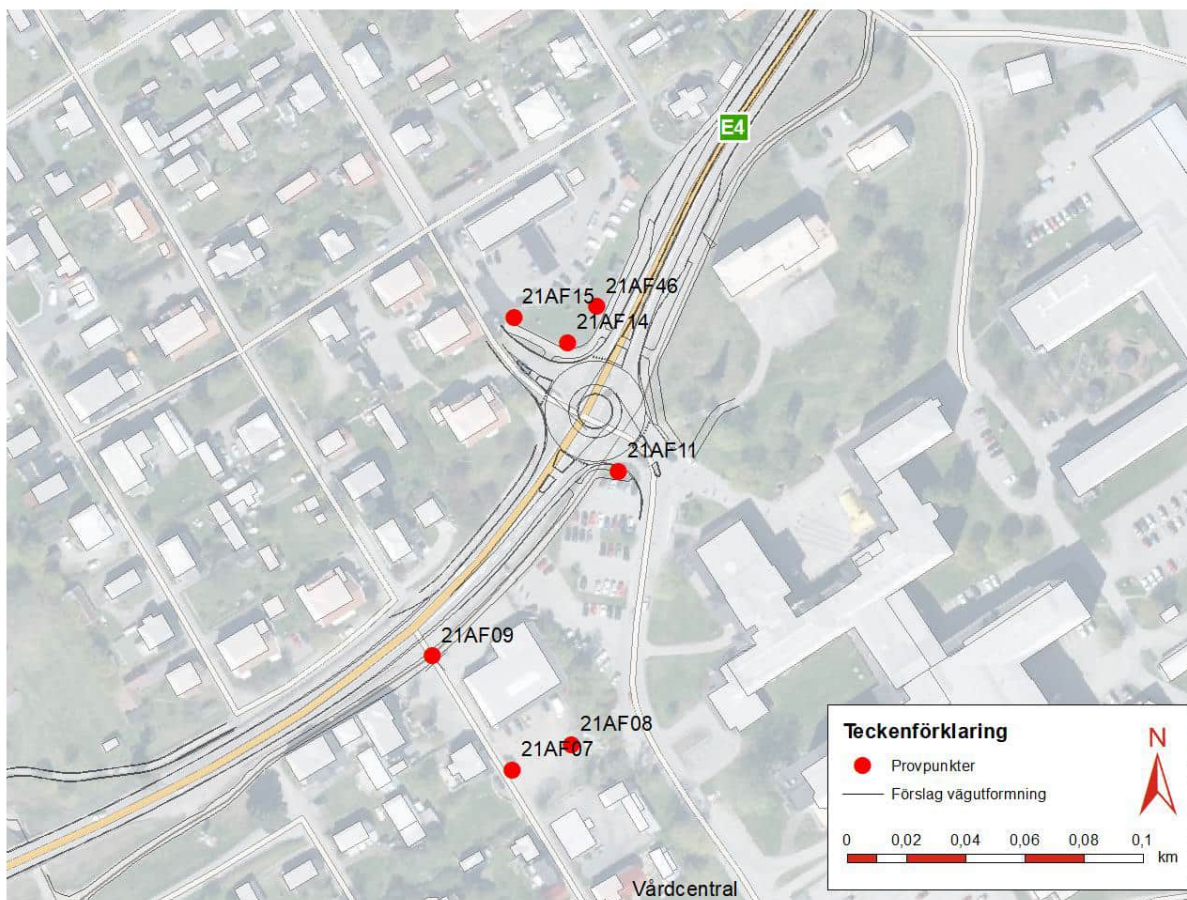 E4
21AF15
21AF46
21AF14
21AF11
21AF09
21AF08
21AF07
Vårdcentral
Teckenförklaring
Provpunkter
Förslag vägutformning
N
0 0,02 0,04 0,06 0,08 0,1
km